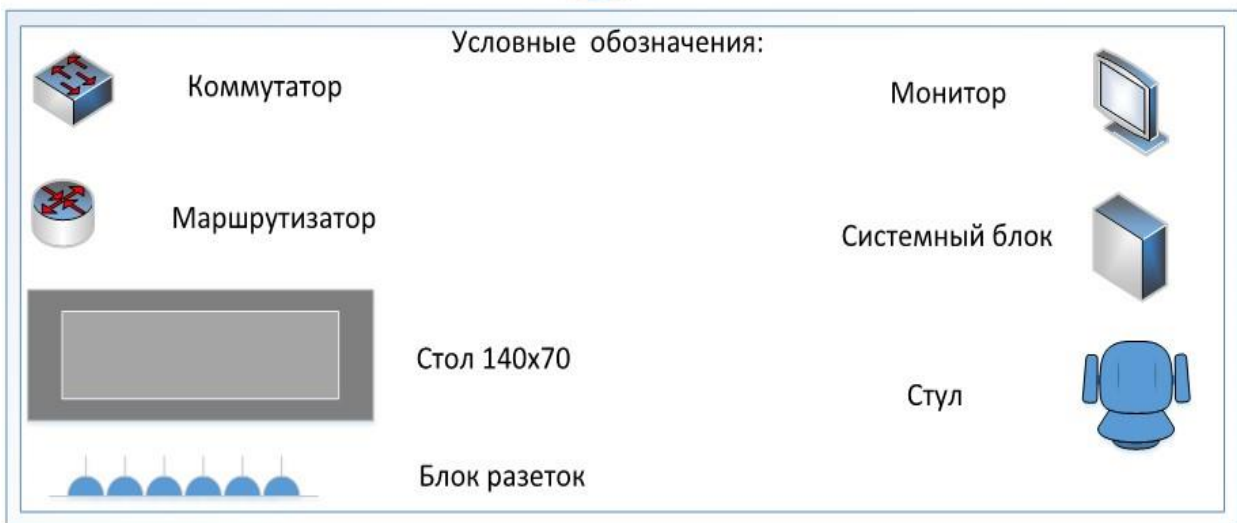 Условные обозначения:
Коммутатор
Монитор
Маршрутизатор
Системный блок
Стол 140х70
Стул
Блок разеток